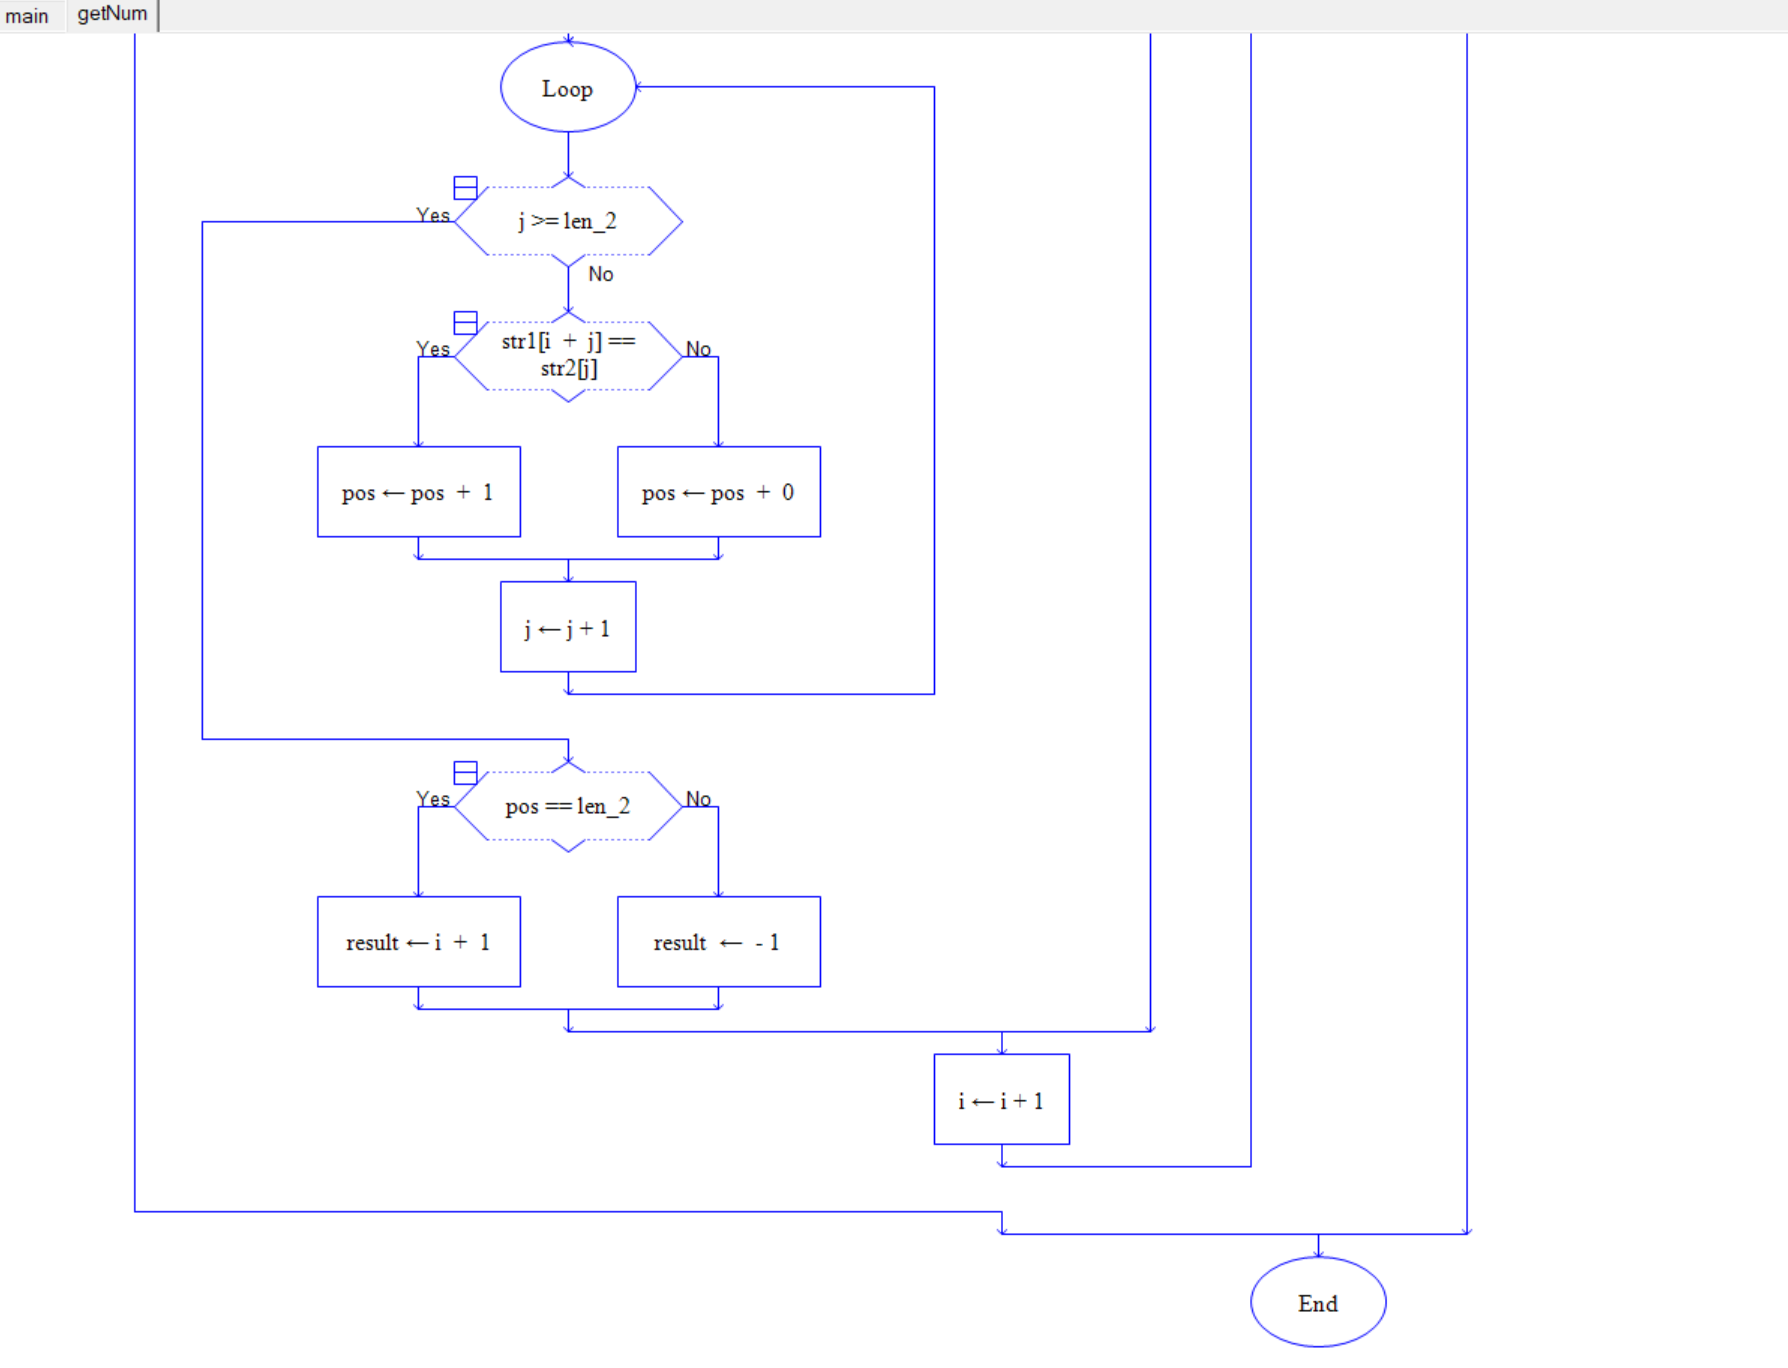 main
getNum
Loop
Yes
j >= len_2
No
Yes
str1[i + j] ==
str2[j]
No
pos ← pos + 1
pos ← pos + 0
j ← j + 1
Yes
pos == len_2
No
result ← i + 1
result ← - 1
i ← i + 1
End